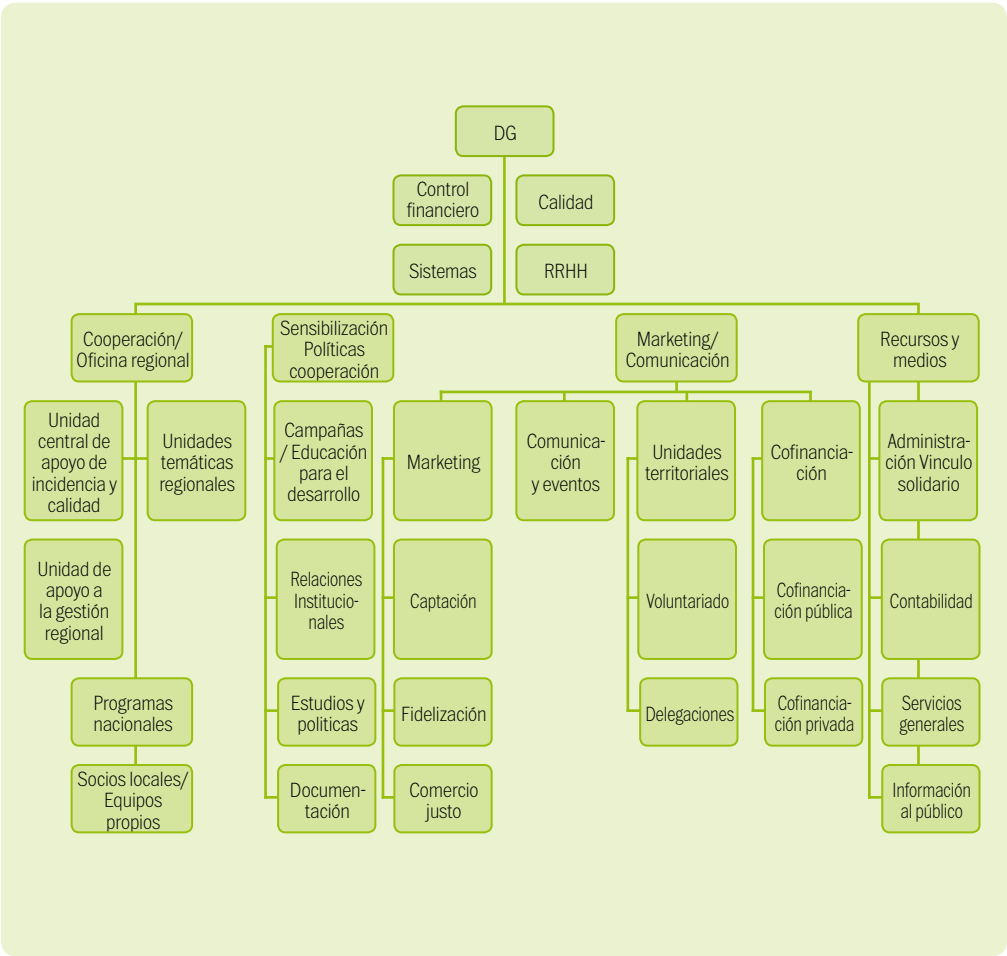 DG
Control
financiero
Calidad
Sistemas
RRHH
Cooperación/
Oficina regional
Sensibilización
Políticas
cooperación
Marketing/
Comunicación
Recursos y
medios
Unidad
central de
apoyo de
incidencia y
calidad
Unidades
temáticas
regionales
Campañas
/ Educación
para el
desarrollo
Marketing
Comunica-
ción
y eventos
Unidades
territoriales
Cofinancia-
ción
Administra-
ción Vinculo
solidario
Unidad de
apoyo a
la gestión
regional
Relaciones
Institucio-
nales
Captación
Voluntariado
Cofinancia-
ción pública
Contabilidad
Programas
nacionales
Estudios y
politicas
Fidelización
Delegaciones
Cofinancia-
ción privada
Servicios
generales
Socios locales/
Equipos
propios
Documen-
tación
Comercio
justo
Información
al público